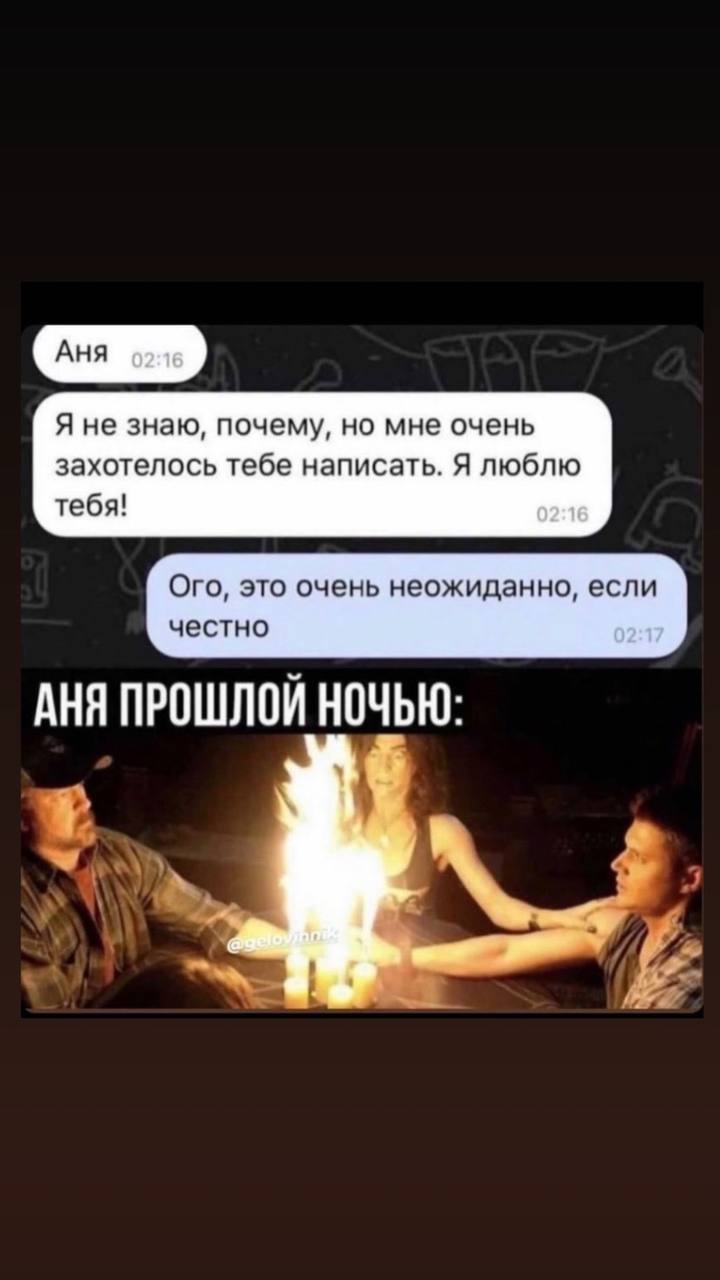 Аня 02:16
Я не знаю, почему, но мне очень
захотелось тебе написать. Я люблю
тебя! 02:16
Ого, это очень неожиданно, если
честно 02:17
АНЯ ПРОШЛОЙ НОЧЬЮ:
@gelovinnik